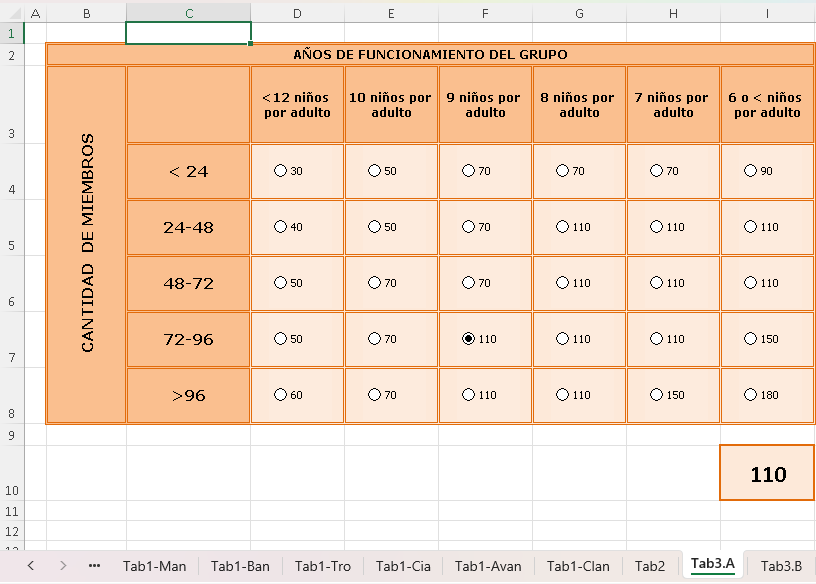 A B C D E F G H I
1
2 AÑOS DE FUNCIONAMIENTO DEL GRUPO
<12 niños por adulto
10 niños por adulto
9 niños por adulto
8 niños por adulto
7 niños por adulto
6 o < niños por adulto
3
CANTIDAD DE MIEMBROS
4 < 24 30 50 70 70 70 90
5 24-48 40 50 70 110 110 110
6 48-72 50 70 70 110 110 110
7 72-96 50 70 110 110 110 150
8 >96 60 70 110 110 150 180
9
10 110
11
12
Tab1-Man Tab1-Ban Tab1-Tro Tab1-Cia Tab1-Avan Tab1-Clan Tab2 Tab3.A Tab3.B